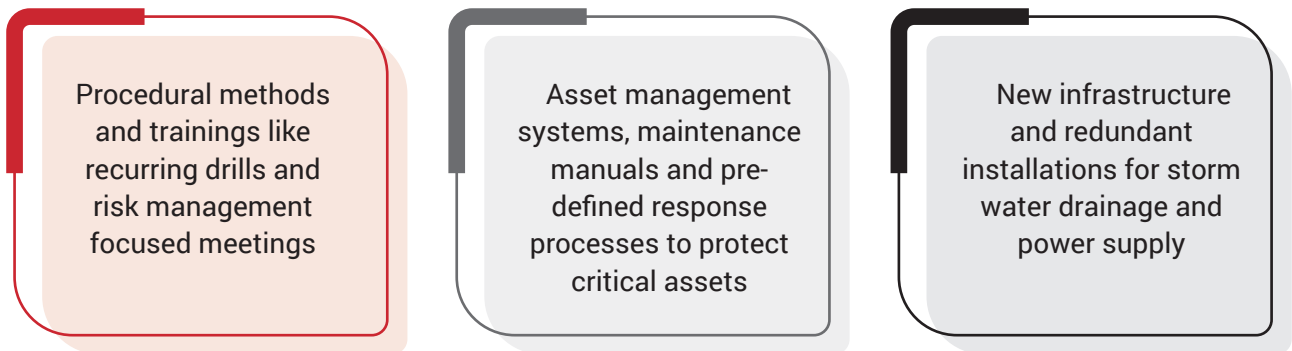 Procedural methods
and trainings like
recurring drills and
risk management
focused meetings
Asset management
systems, maintenance
manuals and pre-
defined response
processes to protect
critical assets
New infrastructure
and redundant
installations for storm
water drainage and
power supply